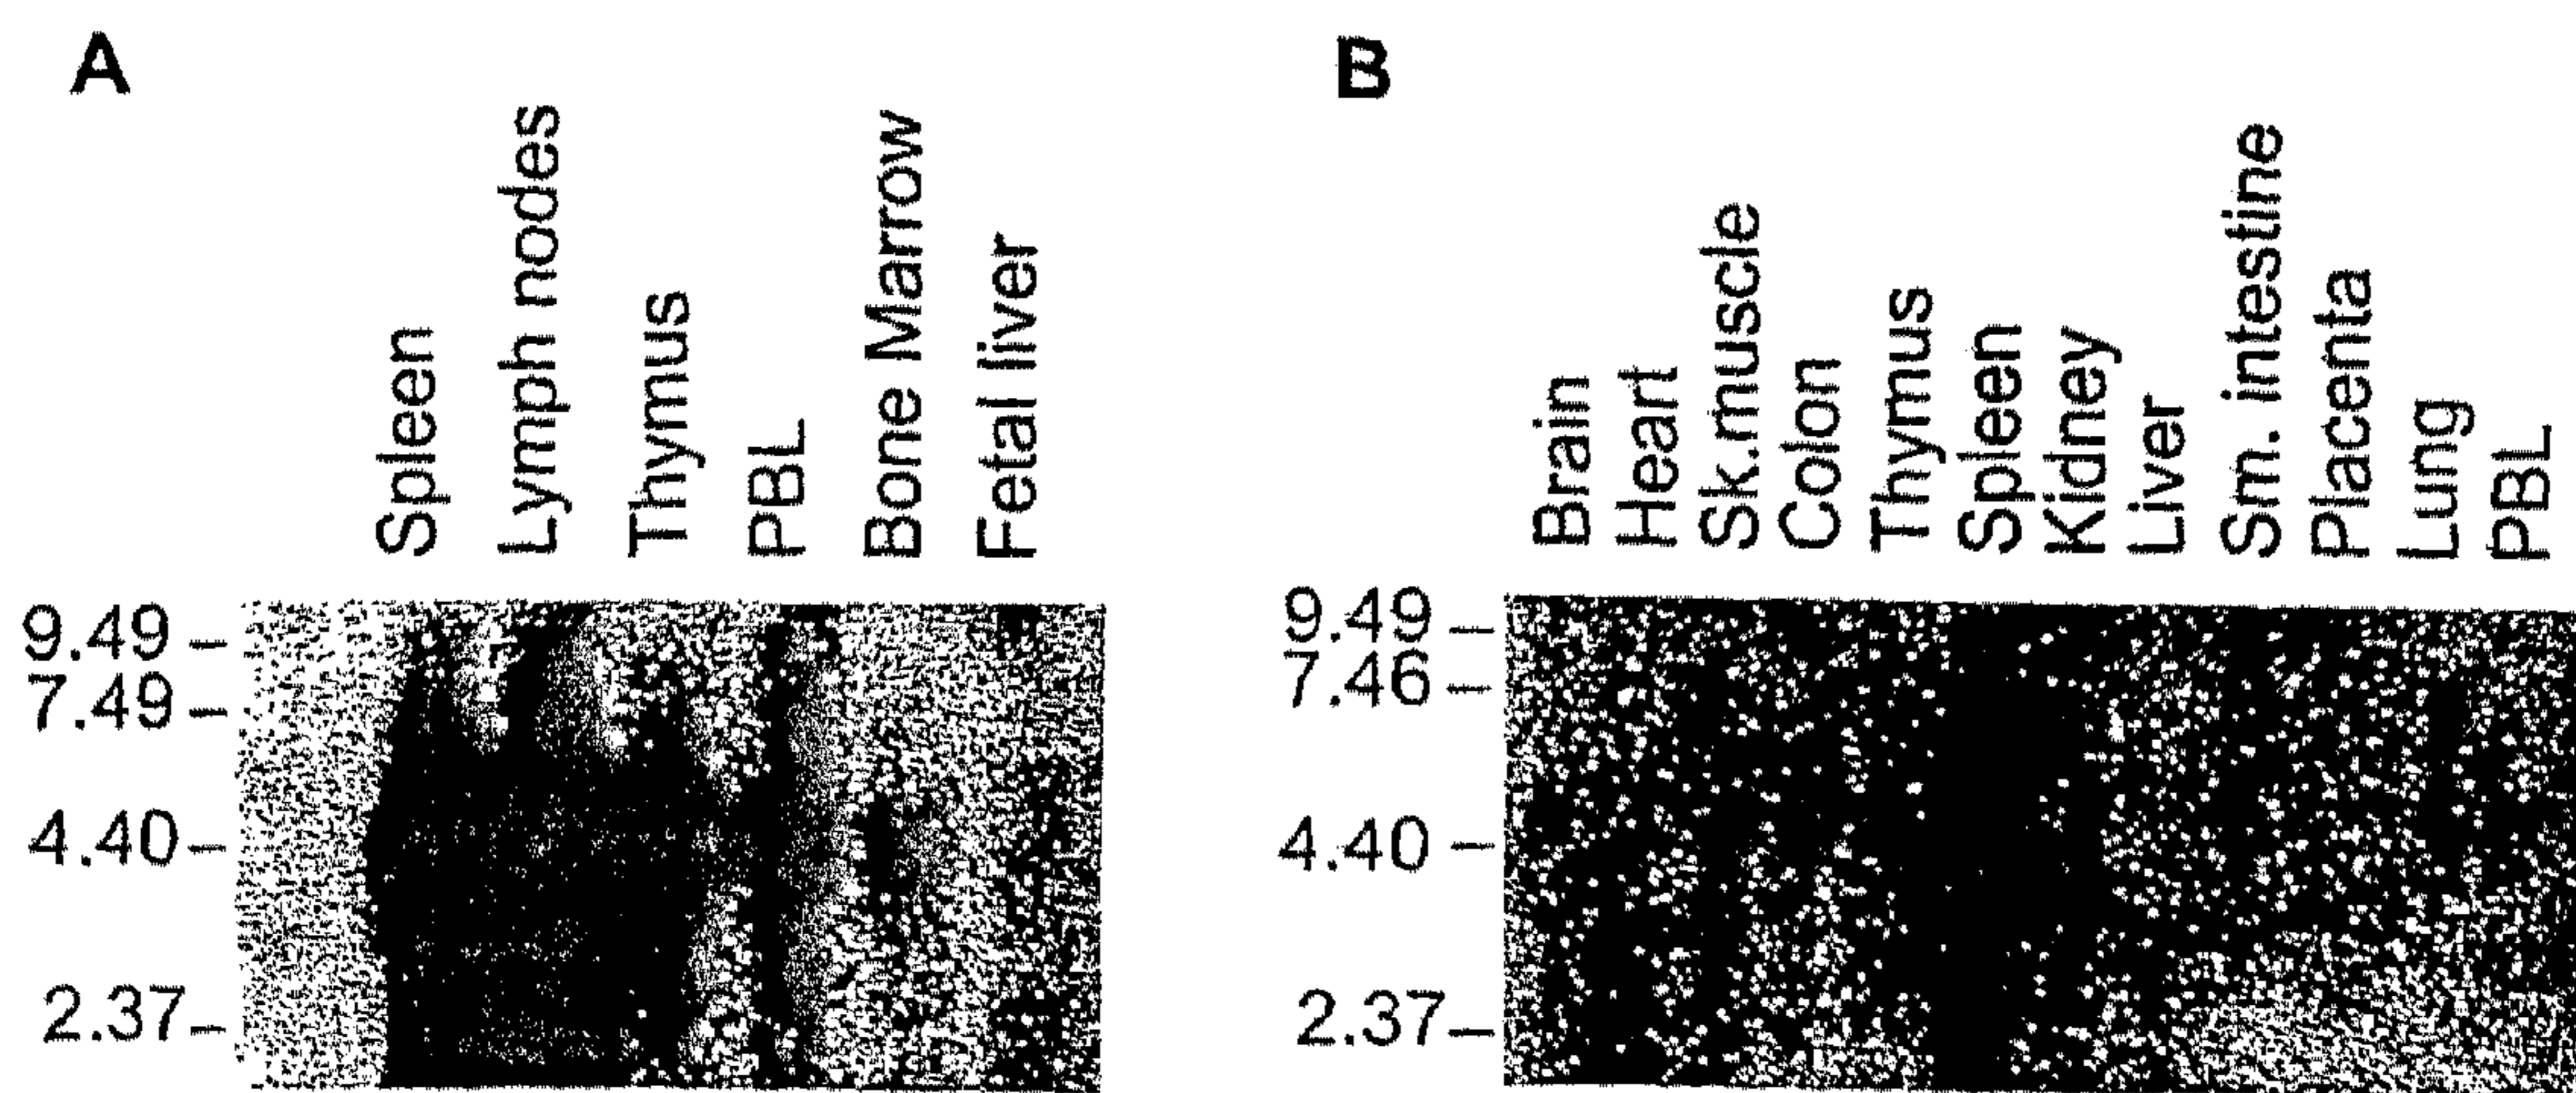 A
Spleen
Lymph nodes
Thymus
PBL
Bone Marrow
Fetal liver
9.49
7.49
4.40
2.37
B
Brain
Heart
Sk.muscle
Colon
Thymus
Spleen
Kidney
Liver
Sm. intestine
Placenta
Lung
PBL
9.49
7.46
4.40
2.37